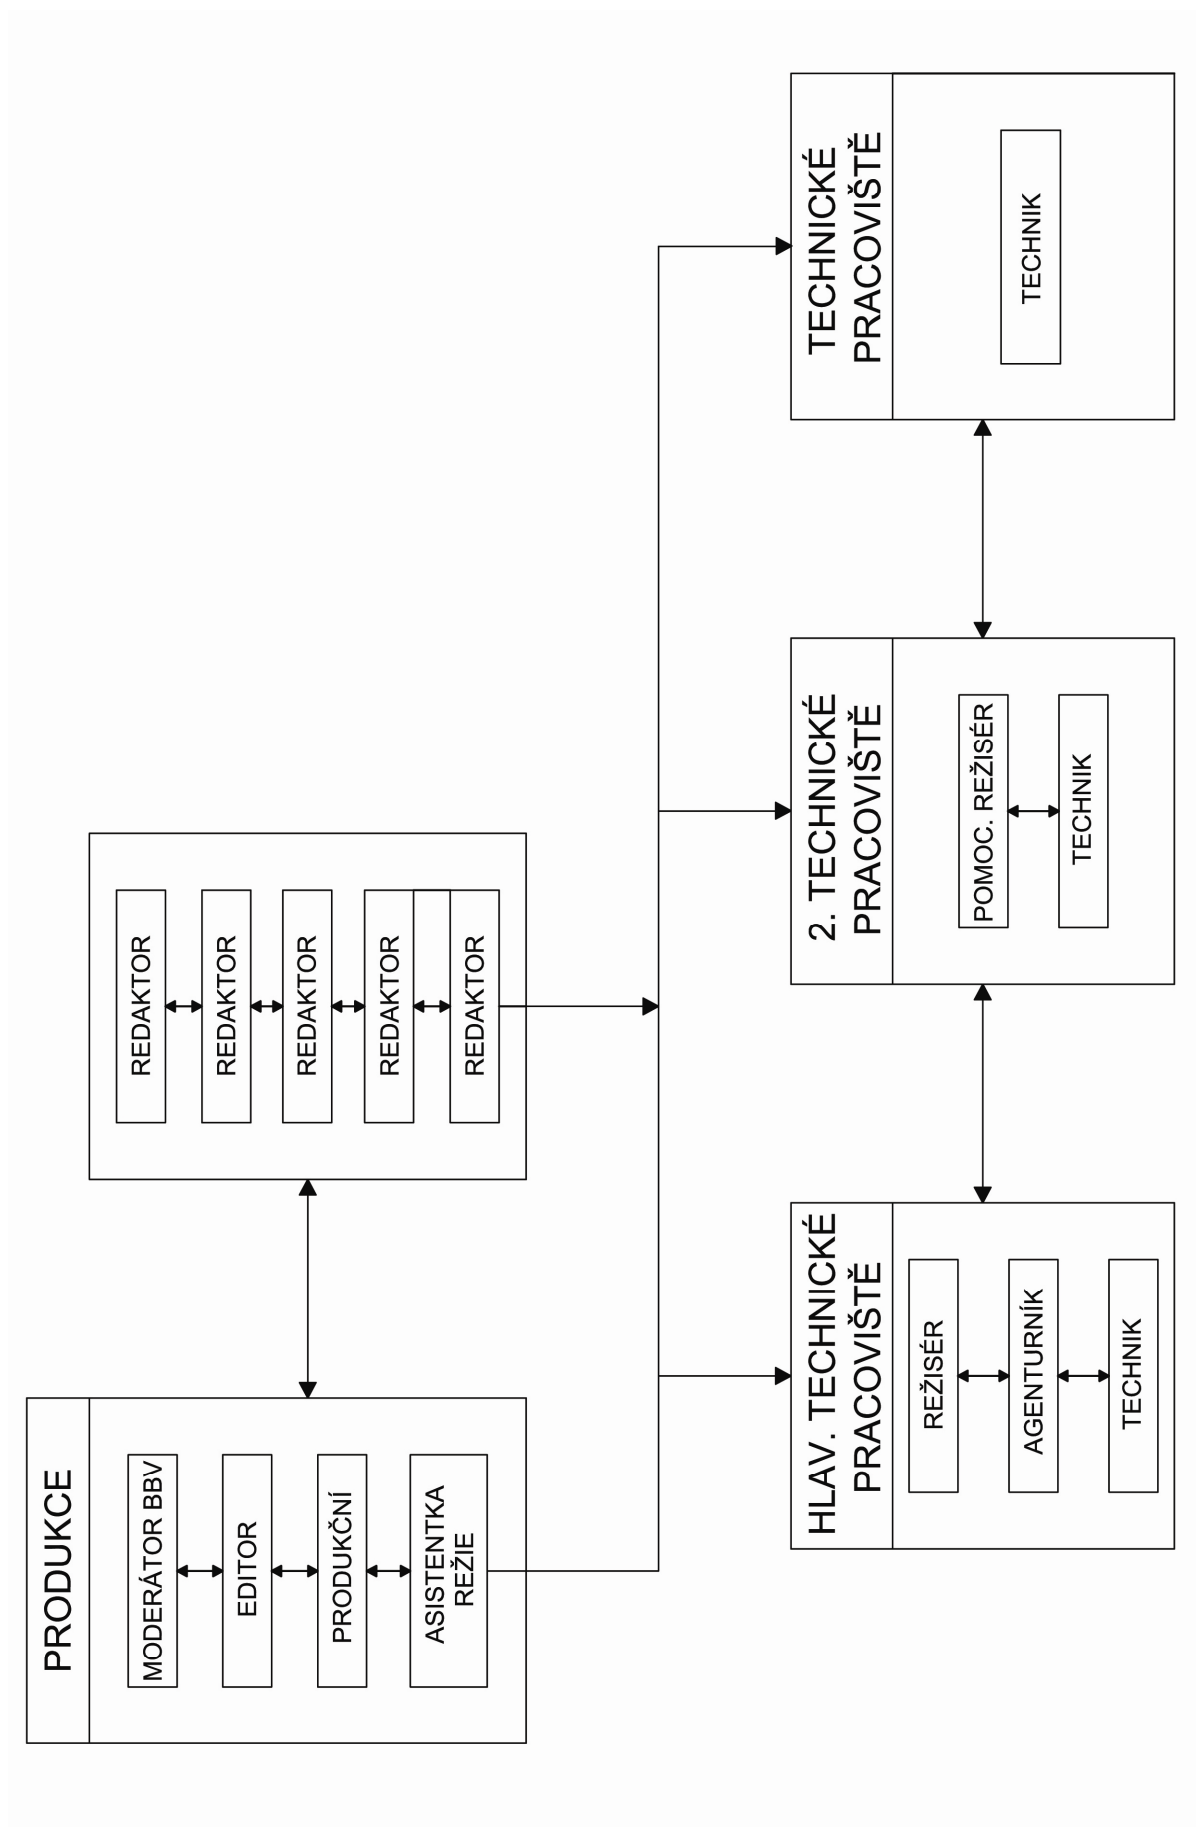 PRODUKCE
MODERÁTOR BBV
EDITOR
PRODUKČNÍ
ASISTENTKA
REŽIE
REDAKTOR
REDAKTOR
REDAKTOR
REDAKTOR
REDAKTOR
HLAV. TECHNICKÉ
PRACOVIŠTĚ
REŽISÉR
AGENTURNÍK
TECHNIK
2. TECHNICKÉ
PRACOVIŠTĚ
POMOC. REŽISÉR
TECHNIK
TECHNICKÉ
PRACOVIŠTĚ
TECHNIK